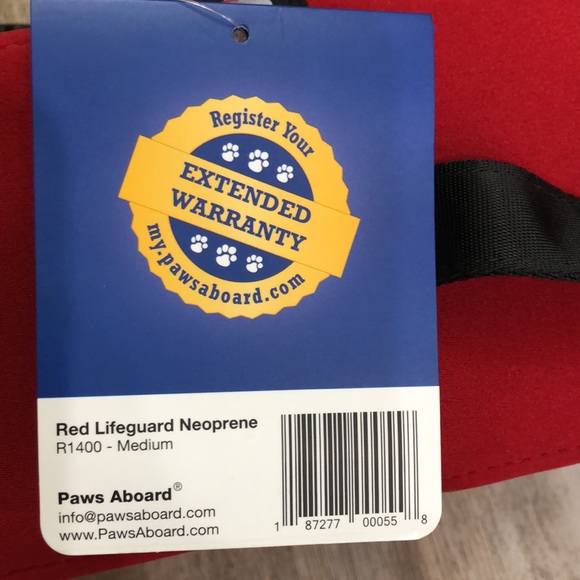 Register Your
EXTENDED
WARRANTY
my.pawsaboard.com
Red Lifeguard Neoprene
R1400 - Medium
Paws Aboard®
info@pawsaboard.com
www.PawsAboard.com
1 87277 00055 8